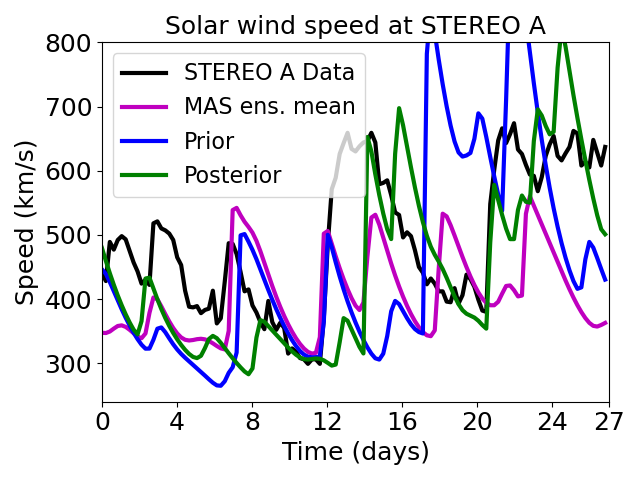 Solar wind speed at STEREO A
800
700
600
500
400
300
Speed (km/s)
STEREO A Data
MAS ens. mean
Prior
Posterior
0 4 8 12 16 20 24 27
Time (days)